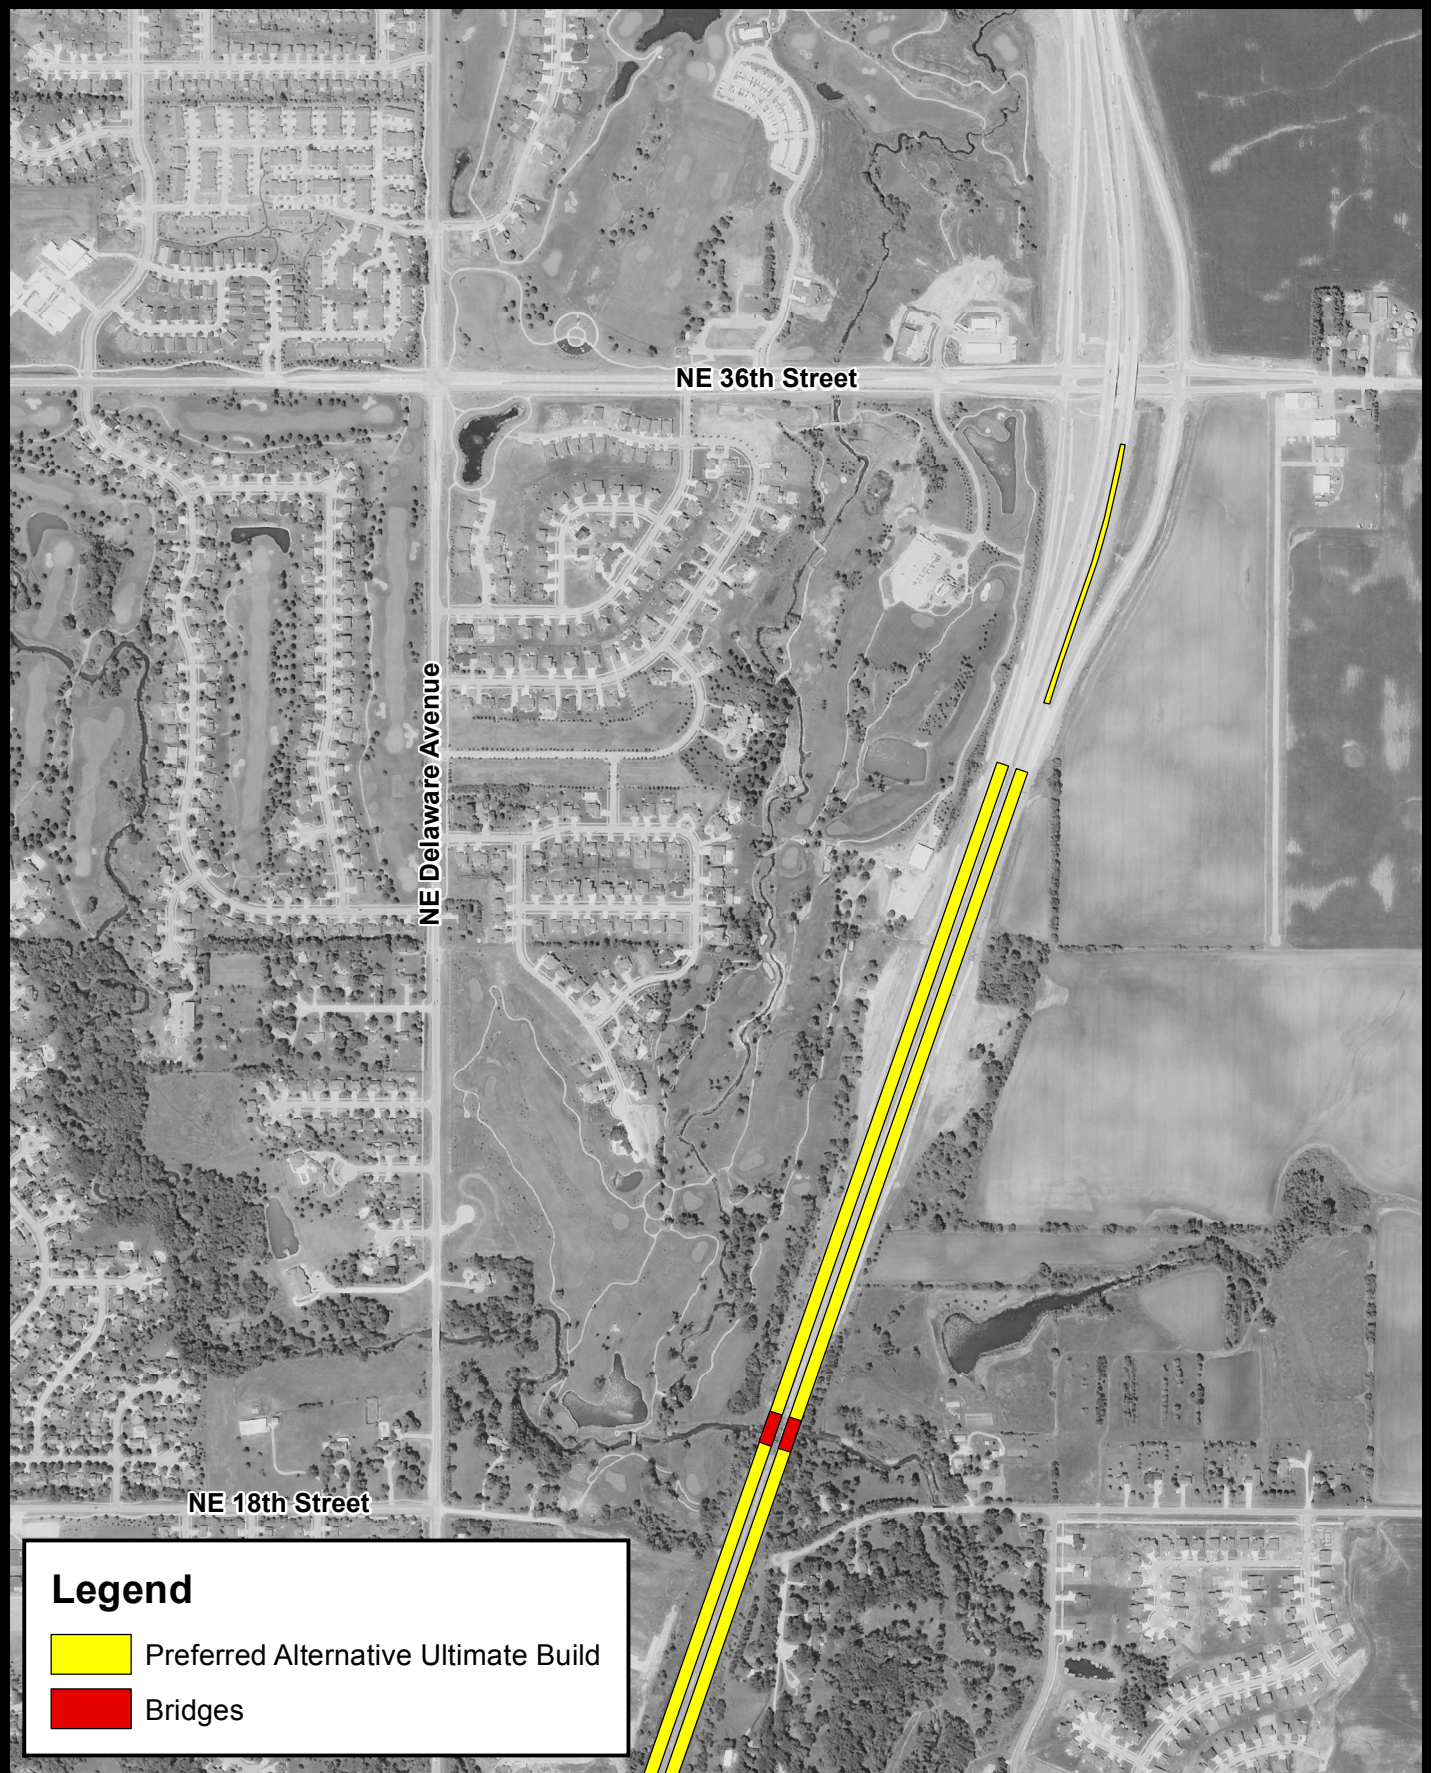 NE 36th Street
NE Delaware Avenue
NE 18th Street
Legend
Preferred Alternative Ultimate Build
Bridges